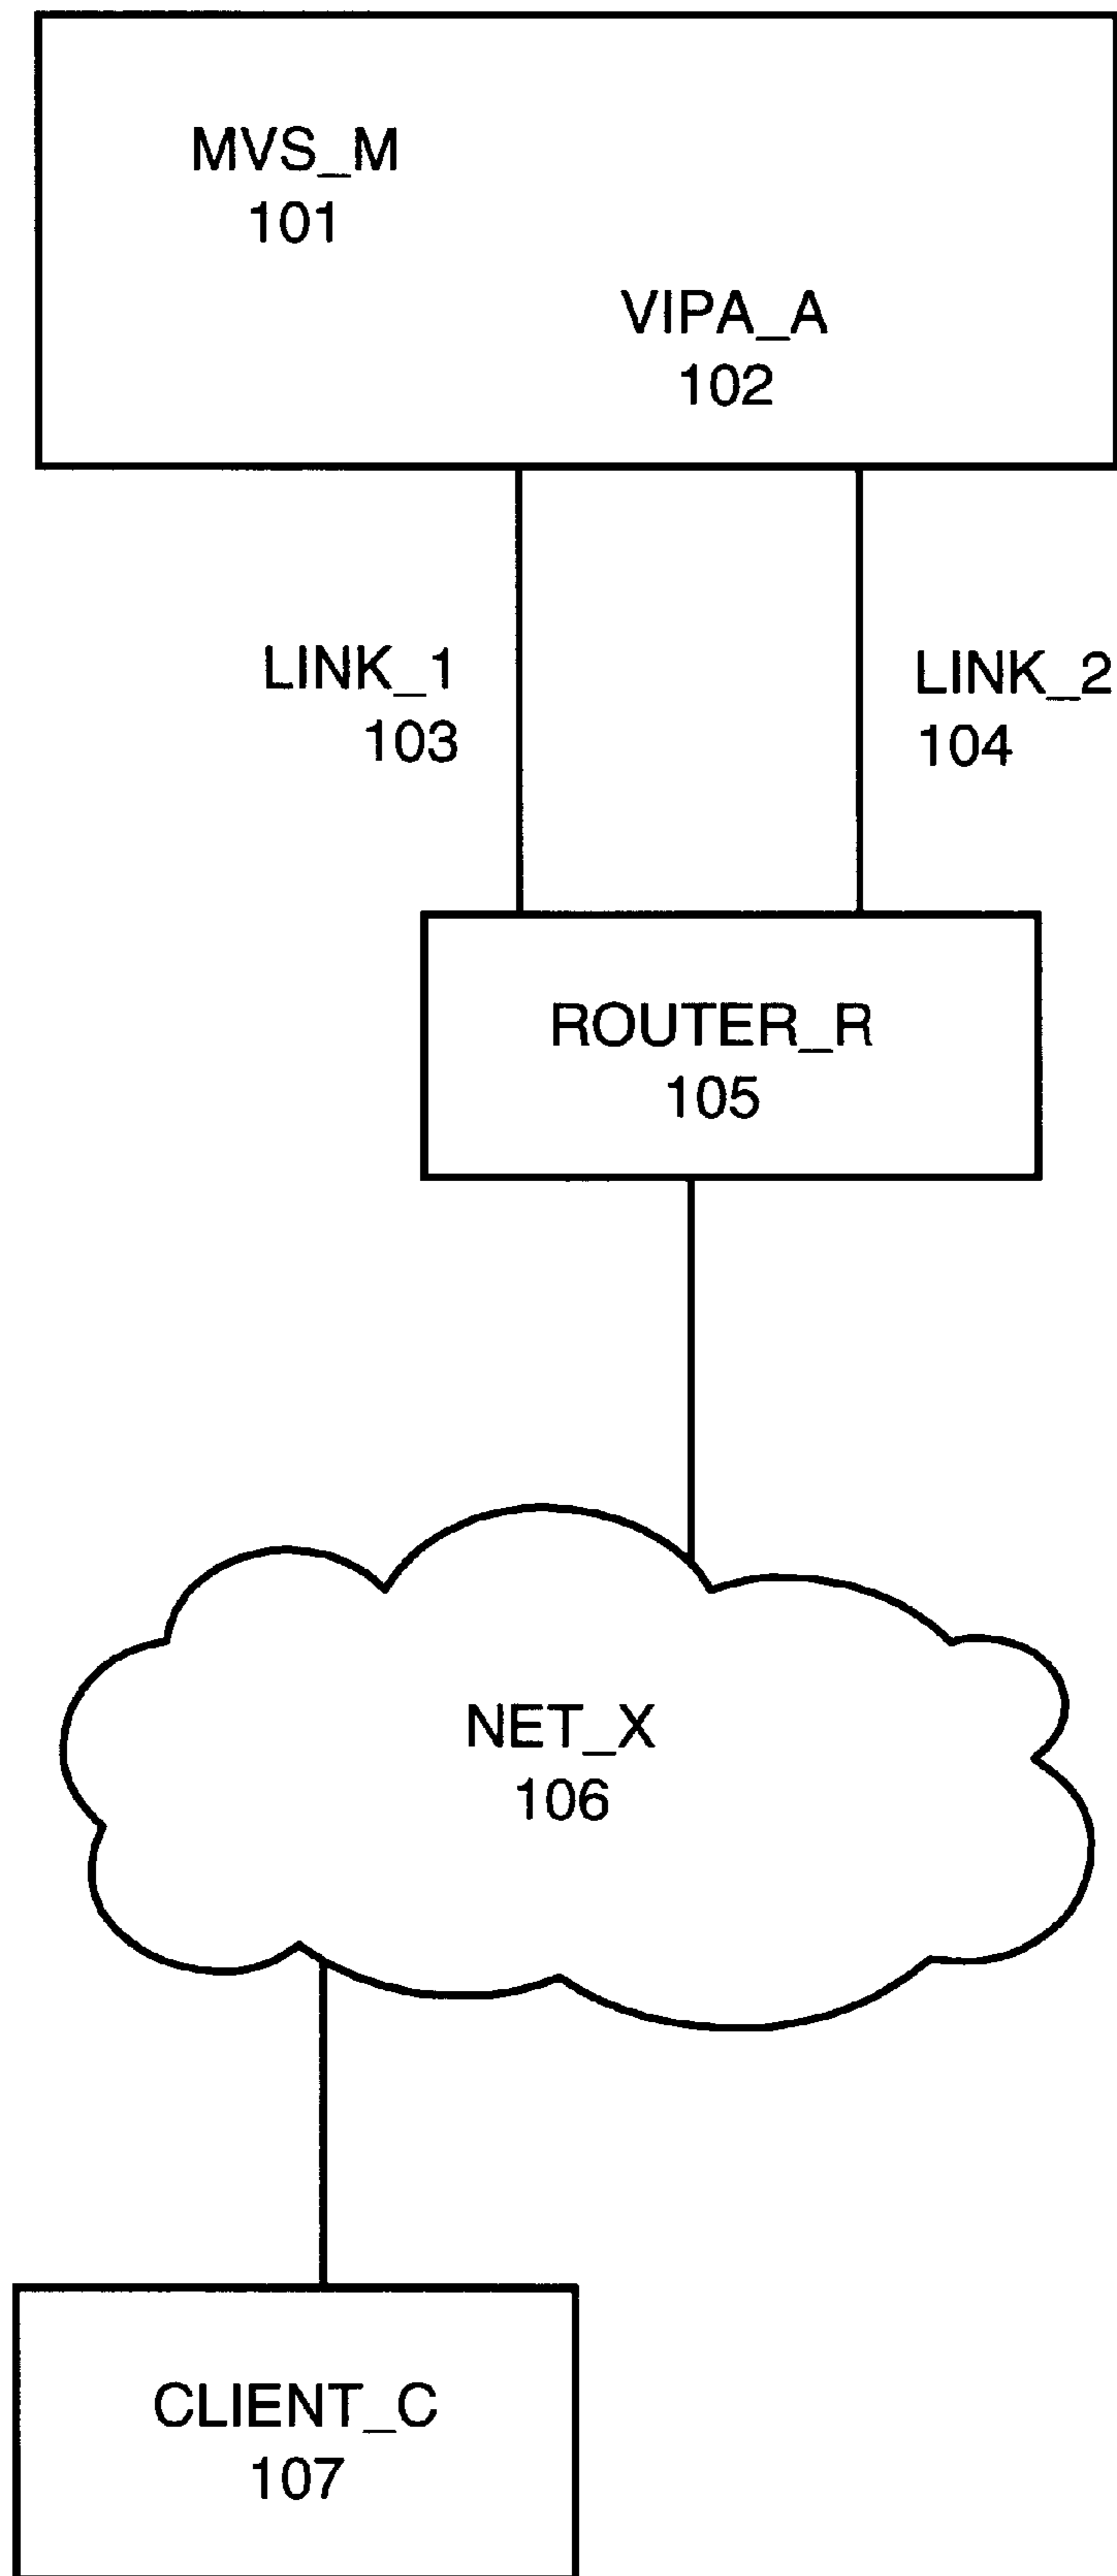 MVS_M
101
VIPA_A
102
LINK_1
103
LINK_2
104
ROUTER_R
105
NET_X
106
CLIENT_C
107